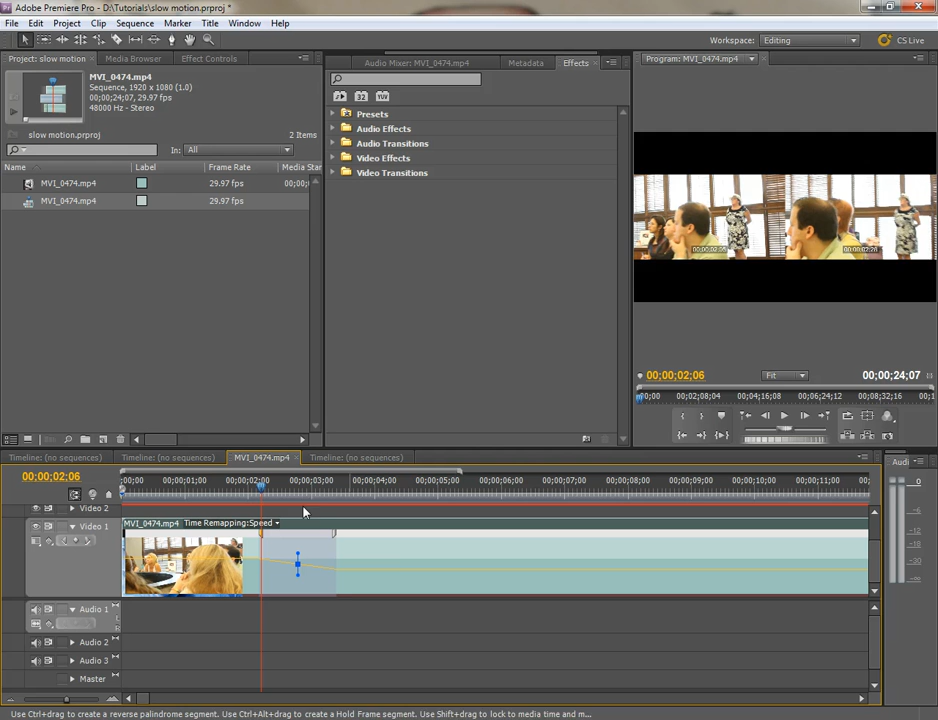 Adobe Premiere Pro - D:\Tutorials\slow motion.prproj *
File Edit Project Clip Sequence Marker Title Window Help
Workspace: Editing CS Live
Project: slow motion Media Browser Effect Controls
MVI_0474.mp4
Sequence, 1920 x 1080 (1.0)
00;00;24;07, 29.97 fps
48000 Hz - Stereo
slow motion.prproj 2 Items
In: All
Name Label Frame Rate Media Star
MVI_0474.mp4 29.97 fps 00;00;
MVI_0474.mp4 29.97 fps
Audio Mixer: MVI_0474.mp4 Metadata Effects
Presets
Audio Effects
Audio Transitions
Video Effects
Video Transitions
Program: MVI_0474.mp4
00;00;02;06 00;00;02;26
00;00;02;06 Fit 00;00;24;07
00;00 00;02;08;04 00;04;16;08 00;06;24;12 00;08;32;16 00;1
Timeline: (no sequences) Timeline: (no sequences) MVI_0474.mp4 Timeline: (no sequences)
00;00;02;06
;00;00 00;00;01;00 00;00;02;00 00;00;03;00 00;00;04;00 00;00;05;00 00;00;06;00 00;00;07;00 00;00;08;00 00;00;09;00 00;00;10;00 00;00;11;00
Video 2
Video 1
MVI_0474.mp4 Time Remapping:Speed
Audio 1
L
R
Audio 2
Audio 3
Master
Audi
0
-6
-12
-18
-30
Use Ctrl+drag to create a reverse palindrome segment. Use Ctrl+Alt+drag to create a Hold Frame segment. Use Shift+drag to lock to media time and m...